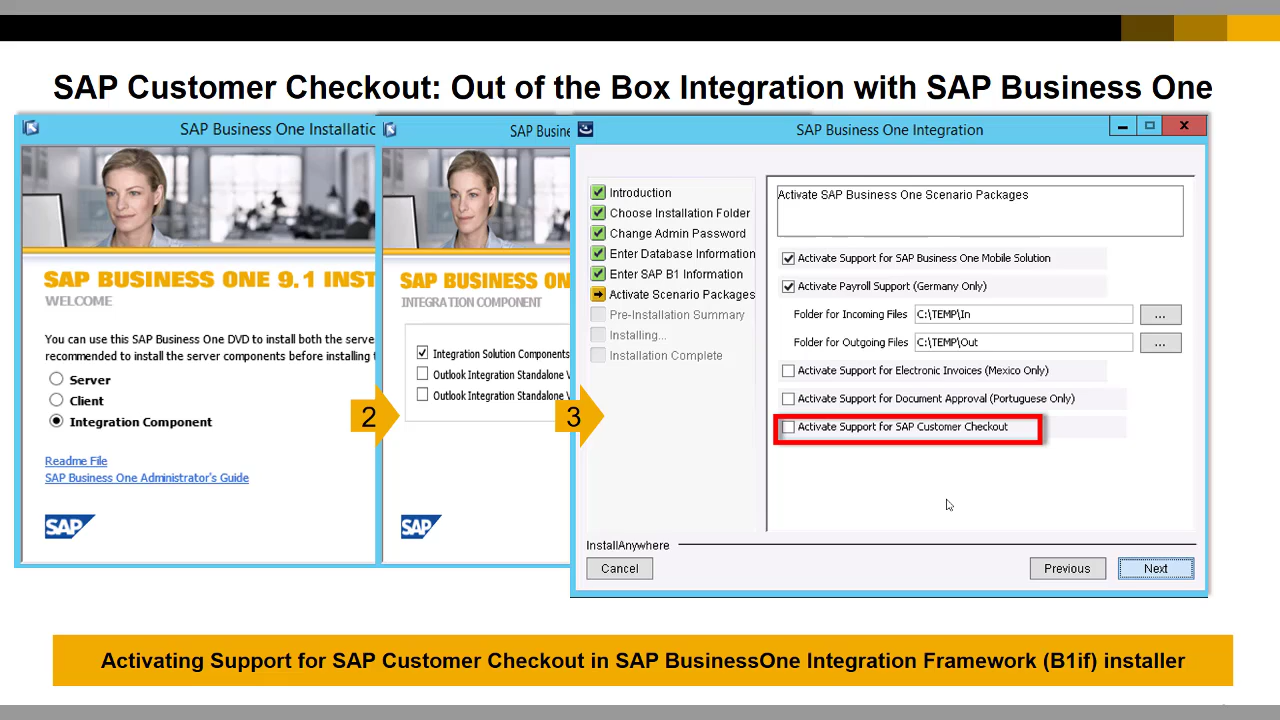 SAP Customer Checkout: Out of the Box Integration with SAP Business One
SAP Business One Installatic
SAP BUSINESS ONE 9.1 INST
WELCOME
You can use this SAP Business One DVD to install both the serve
recommended to install the server components before installing t
Server
Client
Integration Component
Readme File
SAP Business One Administrator's Guide
SAP
2
SAP Busine
SAP BUSINESS ON
INTEGRATION COMPONENT
Integration Solution Components
Outlook Integration Standalone V
Outlook Integration Standalone V
SAP
3
SAP Business One Integration
Introduction
Choose Installation Folder
Change Admin Password
Enter Database Information
Enter SAP B1 Information
Activate Scenario Packages
Pre-Installation Summary
Installing...
Installation Complete
Activate SAP Business One Scenario Packages
Activate Support for SAP Business One Mobile Solution
Activate Payroll Support (Germany Only)
Folder for Incoming Files C:\TEMP\In ...
Folder for Outgoing Files C:\TEMP\Out ...
Activate Support for Electronic Invoices (Mexico Only)
Activate Support for Document Approval (Portuguese Only)
Activate Support for SAP Customer Checkout
InstallAnywhere
Cancel Previous Next
Activating Support for SAP Customer Checkout in SAP BusinessOne Integration Framework (B1if) installer